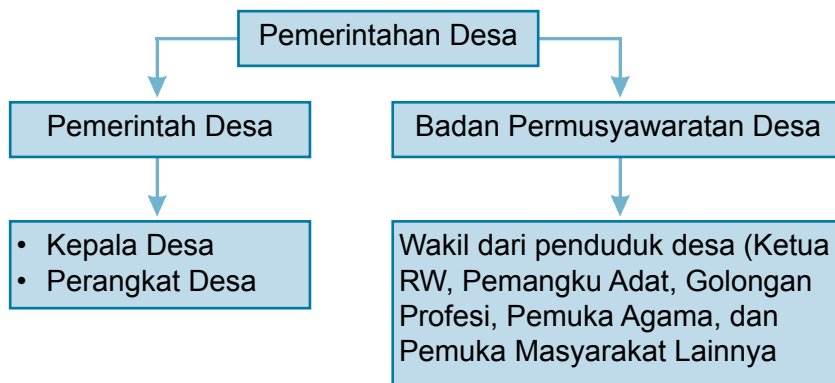 Pemerintahan Desa
Pemerintah Desa
Badan Permusyawaratan Desa
• Kepala Desa
• Perangkat Desa
Wakil dari penduduk desa (Ketua
RW, Pemangku Adat, Golongan
Profesi, Pemuka Agama, dan
Pemuka Masyarakat Lainnya